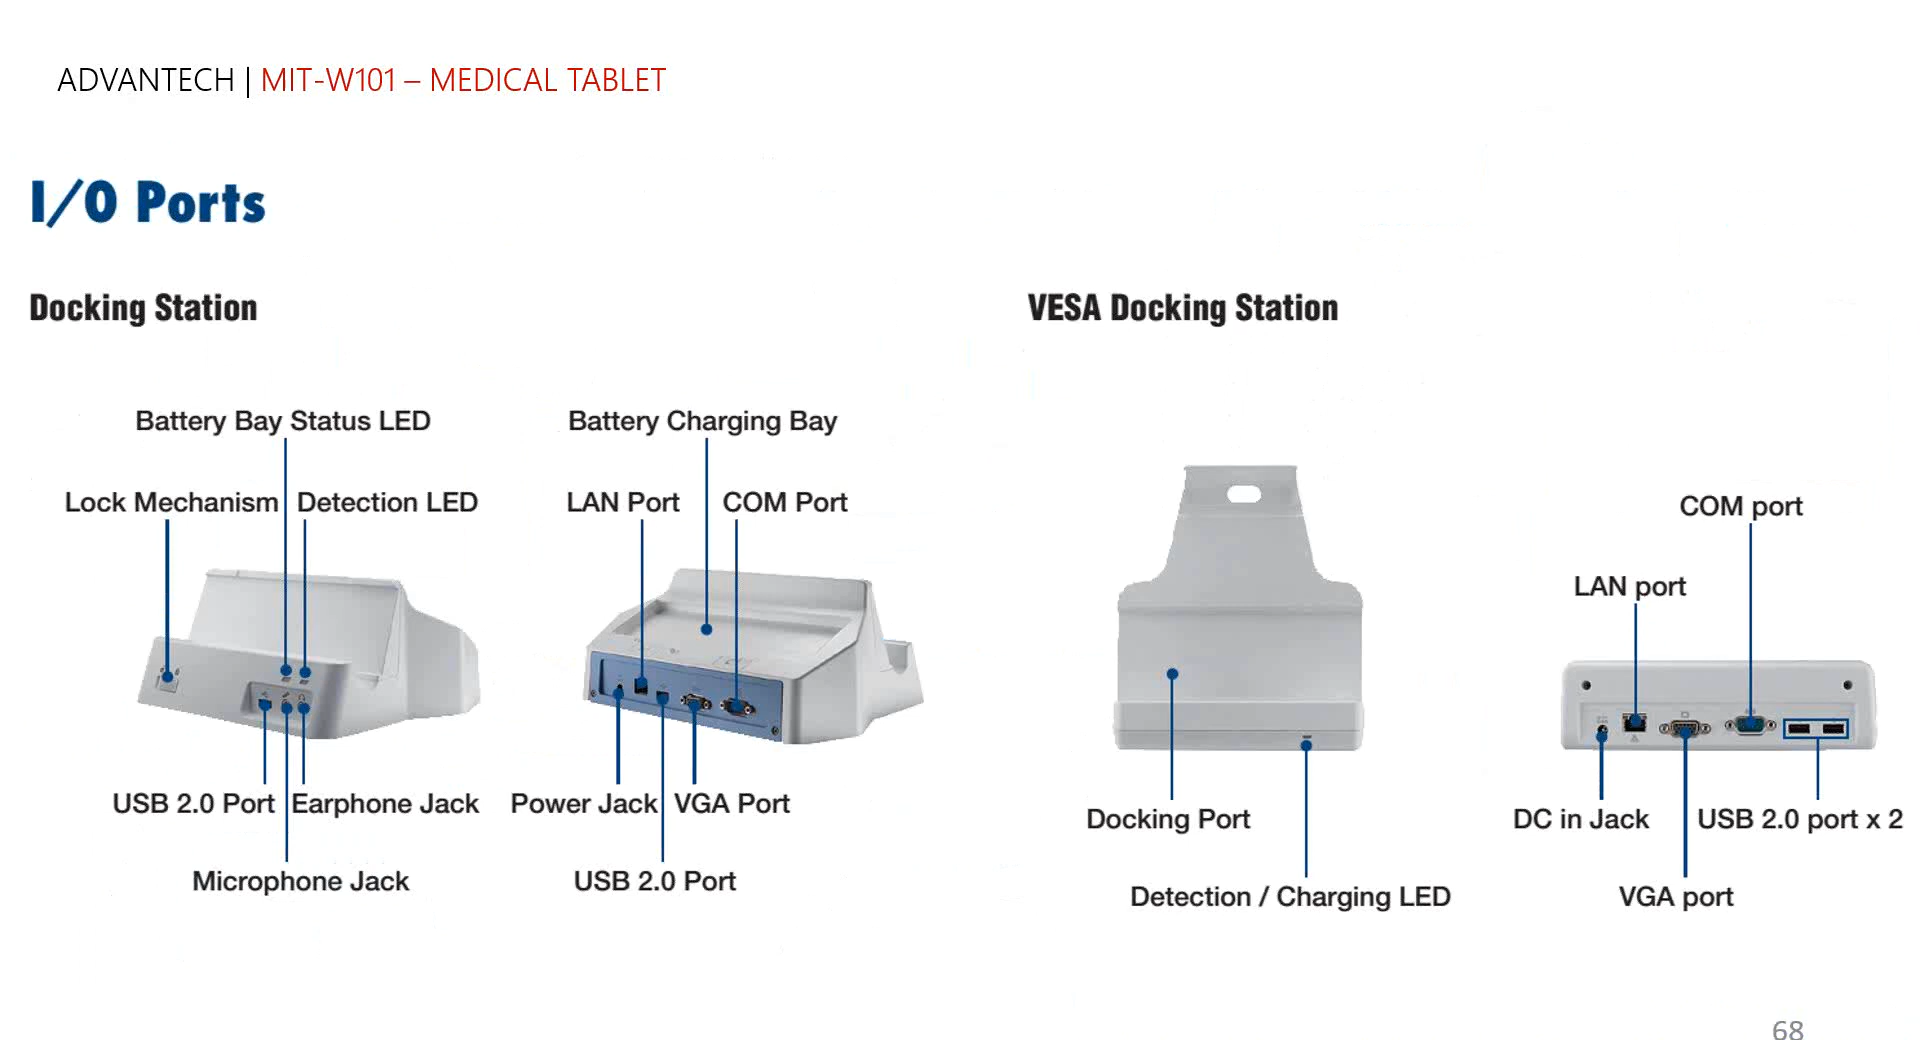 ADVANTECH | MIT-W101 – MEDICAL TABLET
I/O Ports
Docking Station
Battery Bay Status LED
Lock Mechanism
Detection LED
USB 2.0 Port
Earphone Jack
Microphone Jack
Battery Charging Bay
LAN Port
COM Port
Power Jack
VGA Port
USB 2.0 Port
VESA Docking Station
Docking Port
Detection / Charging LED
COM port
LAN port
DC in Jack
USB 2.0 port x 2
VGA port
68